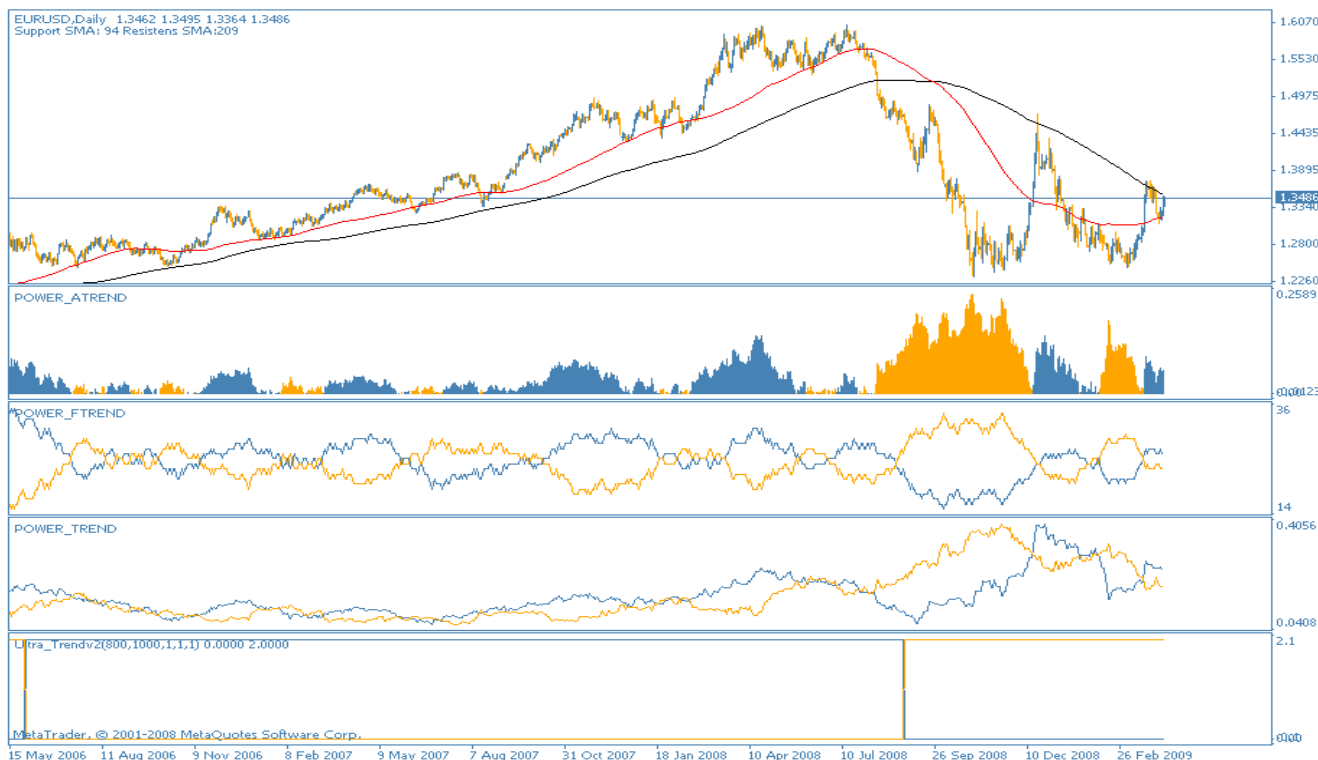 EURUSD,Daily 1.3462 1.3495 1.3364 1.3486
Support SMA: 94 Resistens SMA:209
1.6070
1.5530
1.4975
1.4435
1.3895
1.3486
1.3340
1.2800
1.2260
POWER_ATREND
0.2589
POWER_FTREND
36
14
POWER_TREND
0.4056
0.0408
Ultra_Trendv2(800,1000,1,1,1) 0.0000 2.0000
2.1
MetaTrader, © 2001-2008 MetaQuotes Software Corp.
15 May 2006 11 Aug 2006 9 Nov 2006 8 Feb 2007 9 May 2007 7 Aug 2007 31 Oct 2007 18 Jan 2008 10 Apr 2008 10 Jul 2008 26 Sep 2008 10 Dec 2008 26 Feb 2009